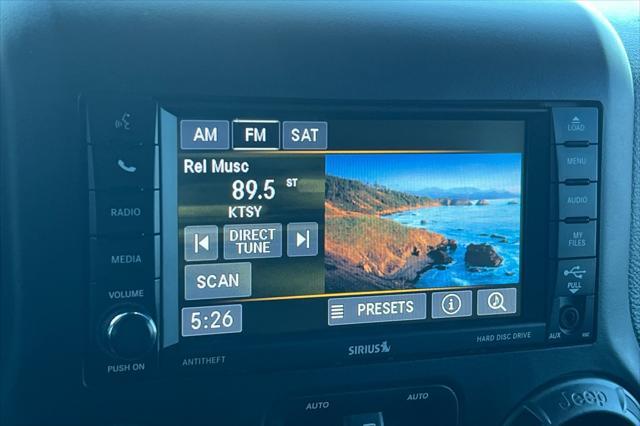 AM FM SAT
Rel Musc
89.5 ST
KTSY
DIRECT
TUNE
SCAN
PRESETS
5:26
RADIO
MEDIA
VOLUME
PUSH ON
ANTITHEFT
SIRIUS
HARD DISC DRIVE
LOAD
MENU
AUDIO
MY
FILES
PULL
AUX
AUTO
AUTO
Jeep